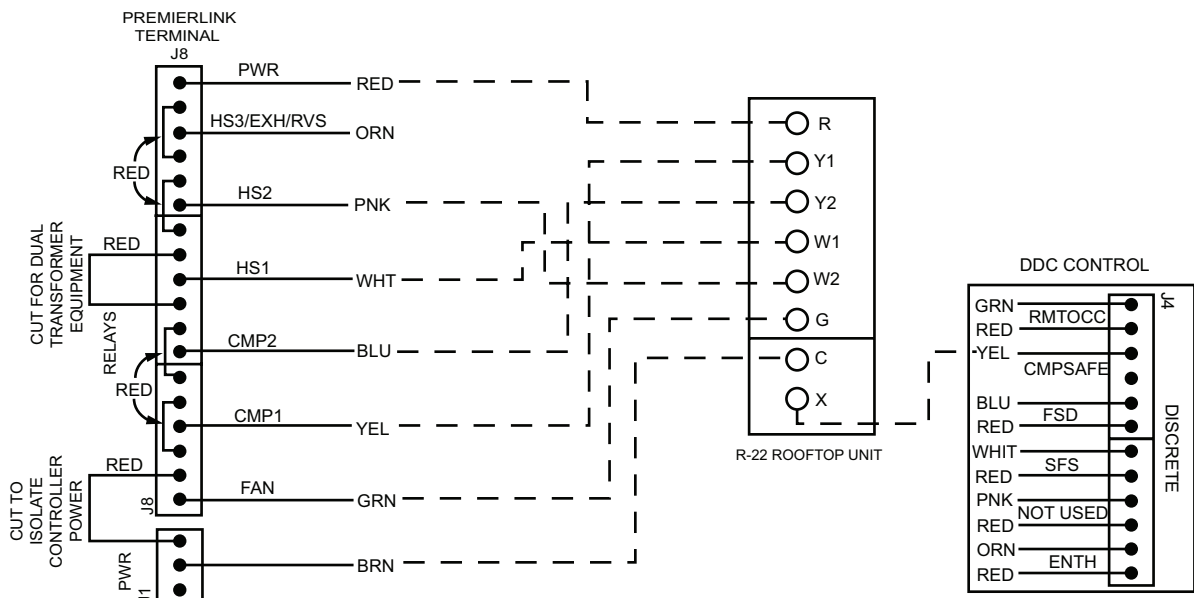 PREMIERLINK
TERMINAL
J8
PWR
RED
HS3/EXH/RVS
ORN
RED
HS2
PNK
RED
CUT FOR DUAL
TRANSFORMER
EQUIPMENT
HS1
WHT
RELAYS
CMP2
BLU
RED
CMP1
YEL
RED
CUT TO
ISOLATE
CONTROLLER
POWER
J8
FAN
GRN
PWR
BRN
J1
R
Y1
Y2
W1
W2
G
C
X
R-22 ROOFTOP UNIT
DDC CONTROL
J4
GRN
RMTOCC
RED
YEL
CMPSAFE
BLU
FSD
RED
DISCRETE
WHIT
SFS
RED
PNK
NOT USED
RED
ORN
ENTH
RED